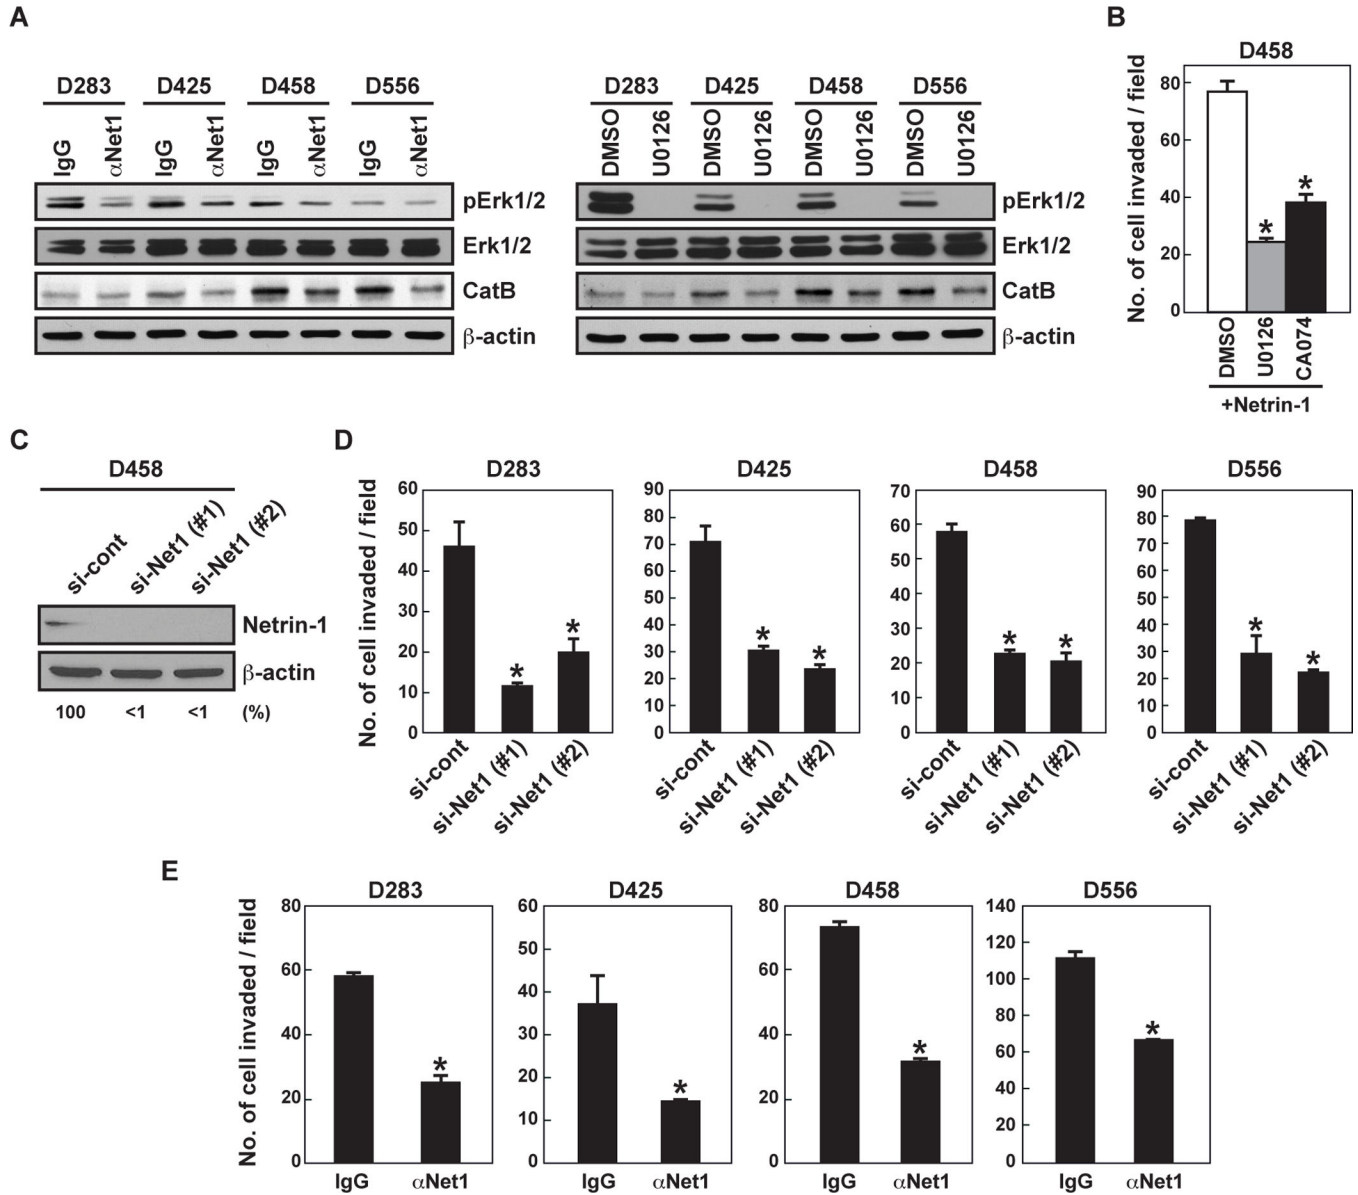 A
D283 D425 D458 D556
IgG αNet1 IgG αNet1 IgG αNet1 IgG αNet1
pErk1/2
Erk1/2
CatB
β-actin
D283 D425 D458 D556
DMSO U0126 DMSO U0126 DMSO U0126 DMSO U0126
pErk1/2
Erk1/2
CatB
β-actin
B
D458
No. of cell invaded / field
80
60
40
20
0
* *
DMSO U0126 CA074
+Netrin-1
C
D458
si-cont si-Net1 (#1) si-Net1 (#2)
Netrin-1
β-actin
100 <1 <1 (%)
D
No. of cell invaded / field
D283
60
50
40
30
20
10
0
* *
si-cont si-Net1 (#1) si-Net1 (#2)
D425
90
80
70
60
50
40
30
20
10
0
* *
si-cont si-Net1 (#1) si-Net1 (#2)
D458
70
60
50
40
30
20
10
0
* *
si-cont si-Net1 (#1) si-Net1 (#2)
D556
90
80
70
60
50
40
30
20
10
0
* *
si-cont si-Net1 (#1) si-Net1 (#2)
E
No. of cell invaded / field
D283
80
60
40
20
0
*
IgG αNet1
D425
60
50
40
30
20
10
0
*
IgG αNet1
D458
80
60
40
20
0
*
IgG αNet1
D556
140
120
100
80
60
40
20
0
*
IgG αNet1